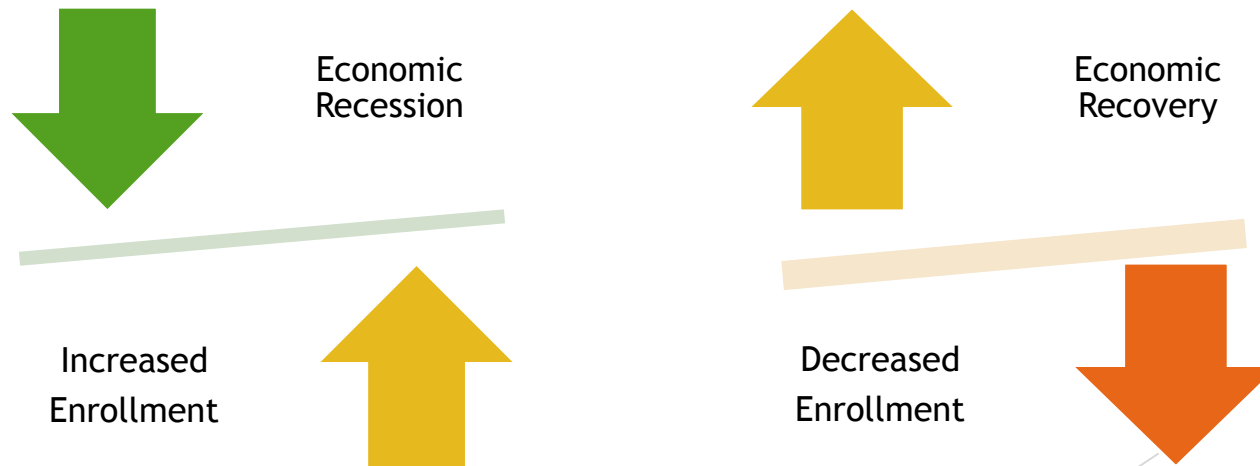 Economic
Recession
Increased
Enrollment
Economic
Recovery
Decreased
Enrollment